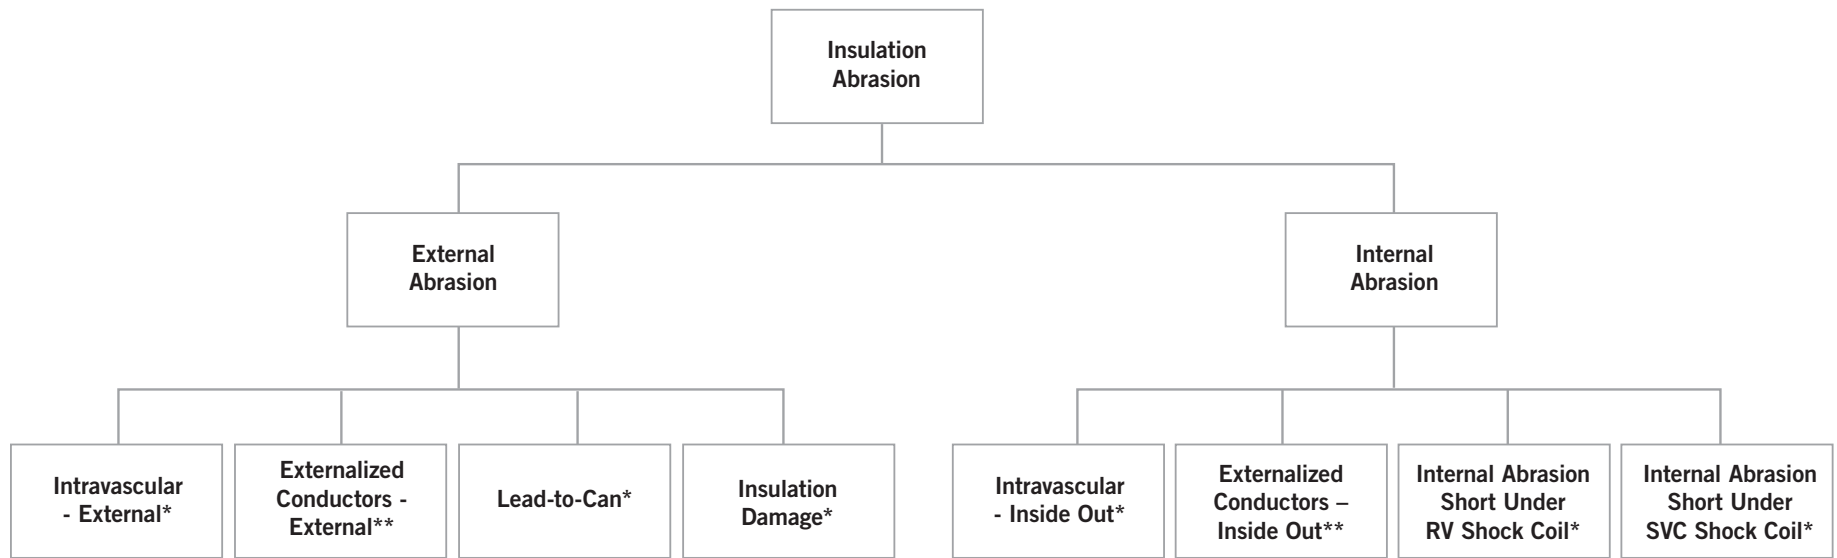 Insulation
Abrasion
External
Abrasion
Internal
Abrasion
Intravascular
- External*
Externalized
Conductors -
External**
Lead-to-Can*
Insulation
Damage*
Intravascular
- Inside Out*
Externalized
Conductors –
Inside Out**
Internal Abrasion
Short Under
RV Shock Coil*
Internal Abrasion
Short Under
SVC Shock Coil*